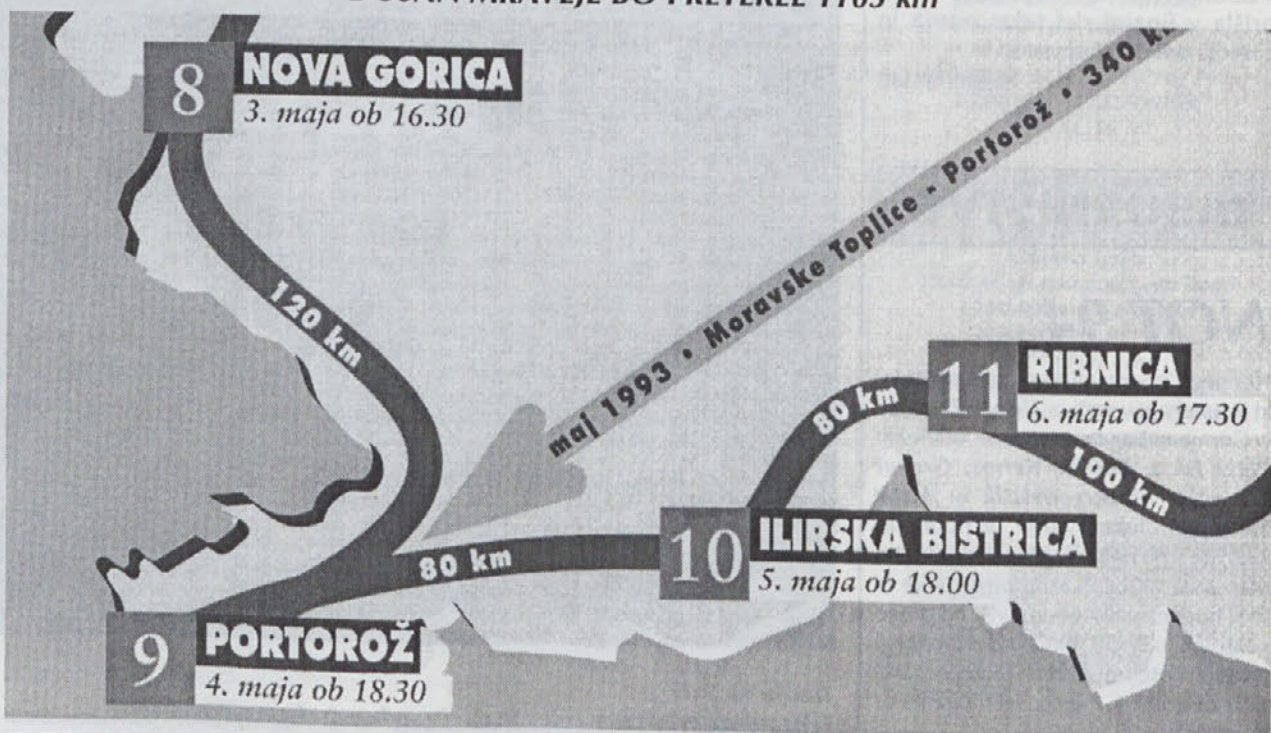 KM
8
NOVA GORICA
3. maja ob 16.30
120 km
maj 1993 • Moravske Toplice - Portorož • 340 km
11
RIBNICA
6. maja ob 17.30
80 km
100 km
10
ILIRSKA BISTRICA
5. maja ob 18.00
80 km
9
PORTOROŽ
4. maja ob 18.30